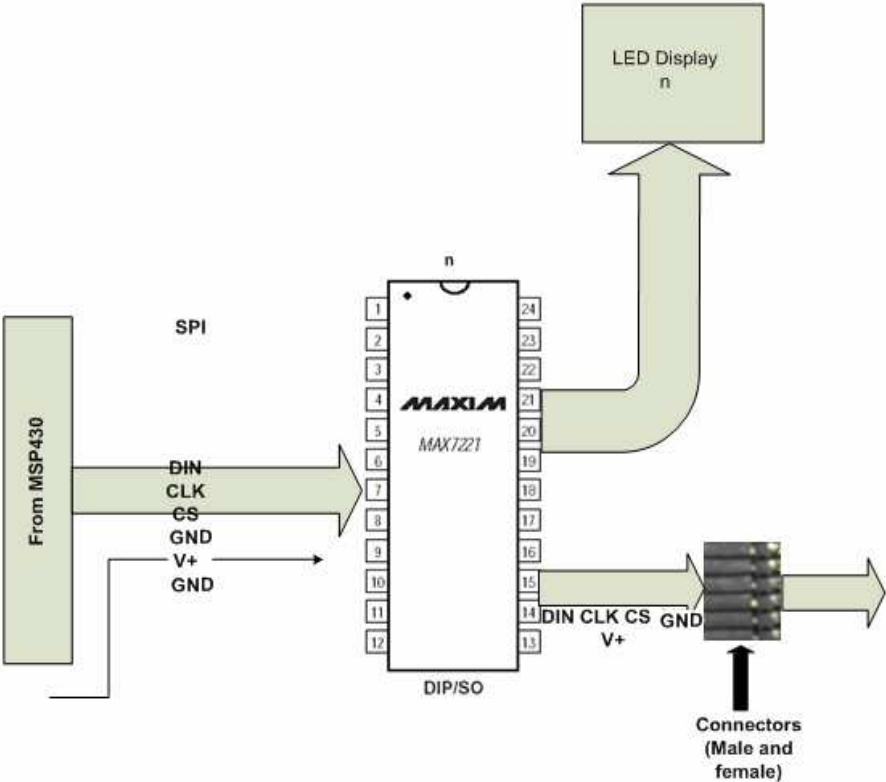 LED Display
n
n
SPI
From MSP430
DIN
CLK
CS
GND
V+
GND
1
2
3
4
5
6
7
8
9
10
11
12
MAXIM
MAX7221
24
23
22
21
20
19
18
17
16
15
14
13
DIP/SO
DIN CLK CS GND
V+
Connectors
(Male and
female)